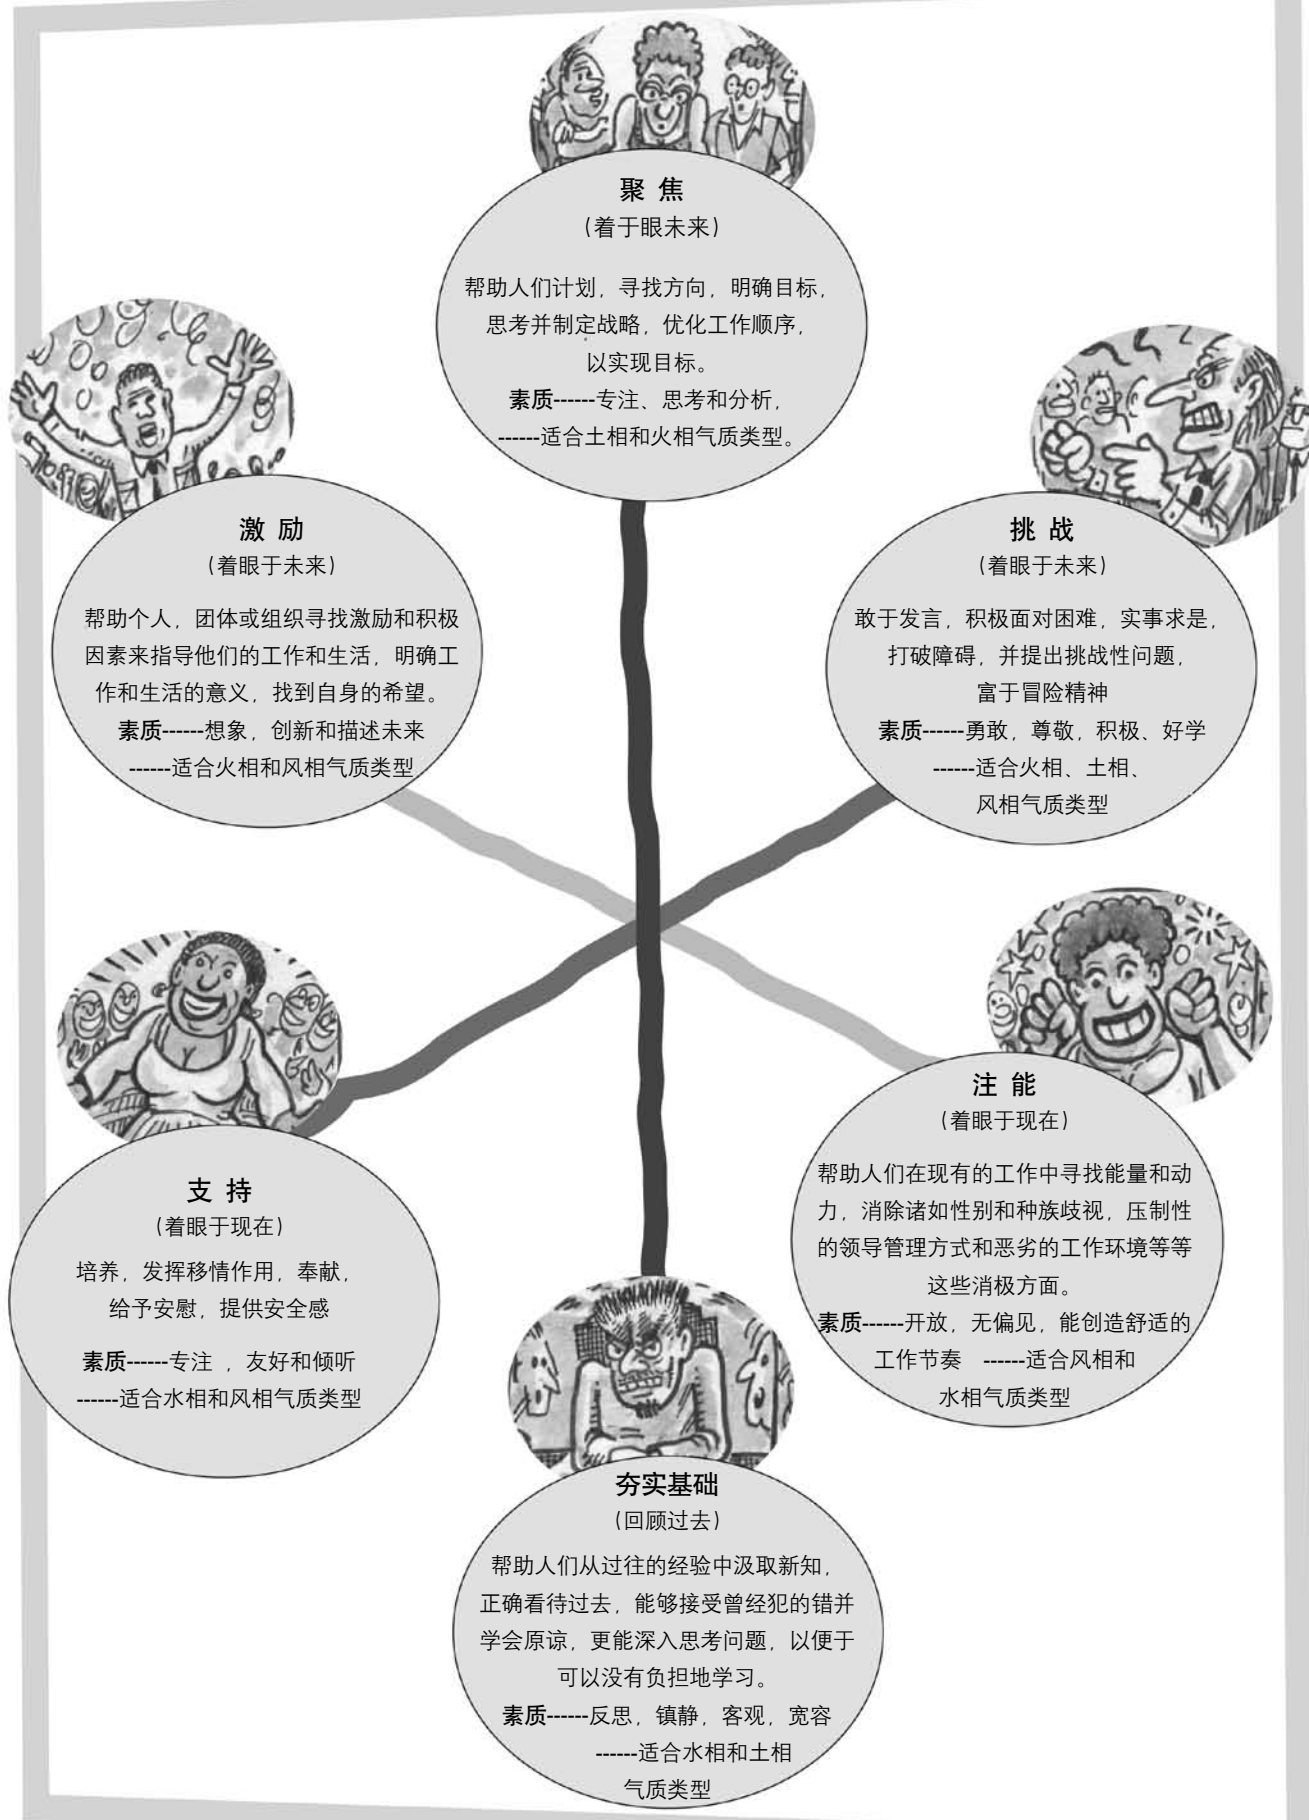 聚 焦
（着于眼未来）
帮助人们计划，寻找方向，明确目标，
思考并制定战略，优化工作顺序，
以实现目标。
素质------专注、思考和分析，
------适合土相和火相气质类型。
激 励
（着眼于未来）
帮助个人，团体或组织寻找激励和积极
因素来指导他们的工作和生活，明确工
作和生活的意义，找到自身的希望。
素质------想象，创新和描述未来
------适合火相和风相气质类型
挑 战
（着眼于未来）
敢于发言，积极面对困难，实事求是，
打破障碍，并提出挑战性问题，
富于冒险精神
素质------勇敢，尊敬，积极、好学
------适合火相、土相、
风相气质类型
支 持
（着眼于现在）
培养，发挥移情作用，奉献，
给予安慰，提供安全感
素质------专注 ，友好和倾听
------适合水相和风相气质类型
注 能
（着眼于现在）
帮助人们在现有的工作中寻找能量和动
力，消除诸如性别和种族歧视，压制性
的领导管理方式和恶劣的工作环境等等
这些消极方面。
素质------开放，无偏见，能创造舒适的
工作节奏 ------适合风相和
水相气质类型
夯实基础
（回顾过去）
帮助人们从过往的经验中汲取新知，
正确看待过去，能够接受曾经犯的错并
学会原谅，更能深入思考问题，以便于
可以没有负担地学习。
素质------反思，镇静，客观，宽容
------适合水相和土相
气质类型